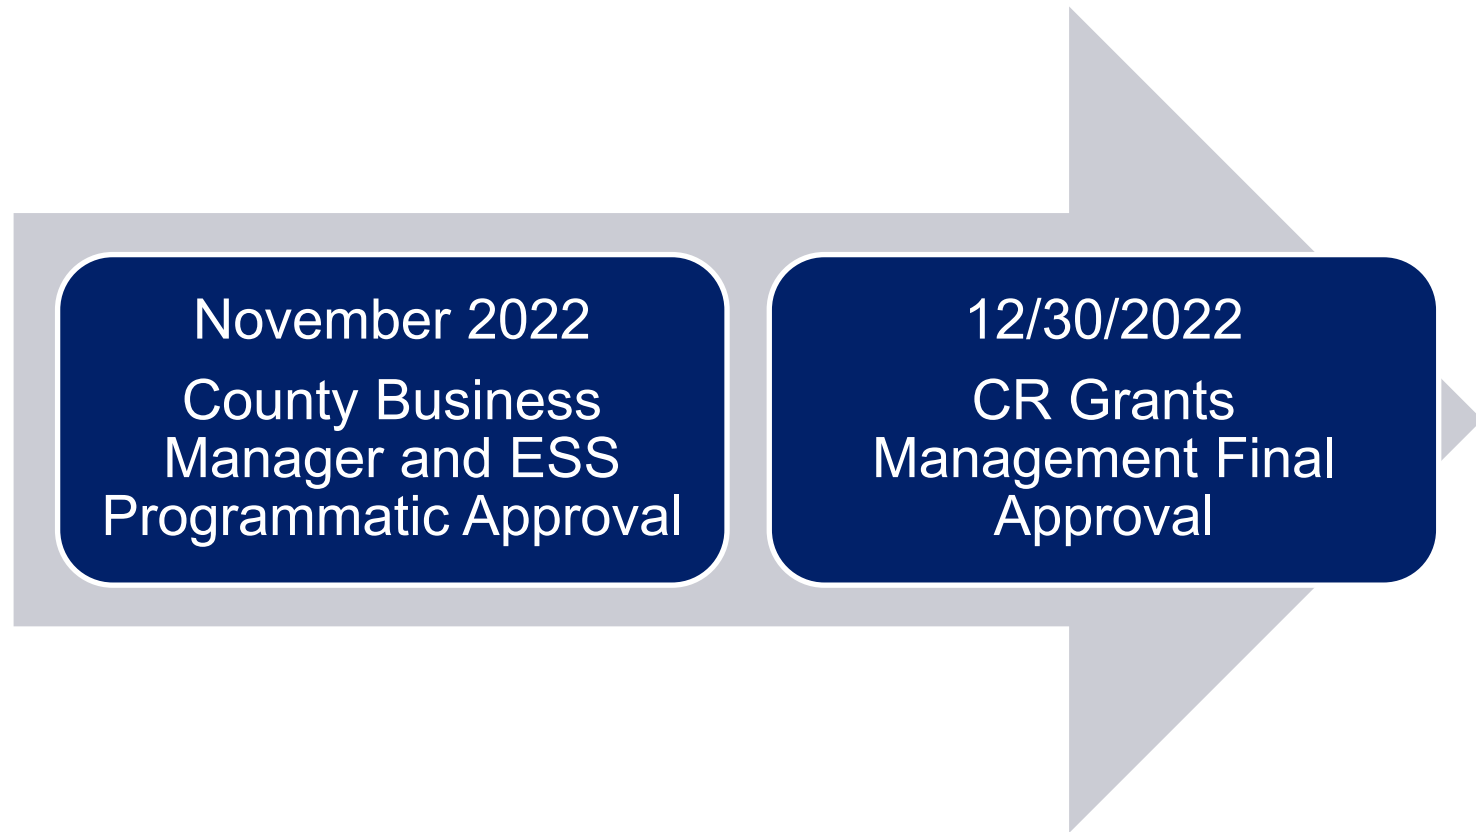 November 2022
County Business
Manager and ESS
Programmatic Approval
12/30/2022
CR Grants
Management Final
Approval